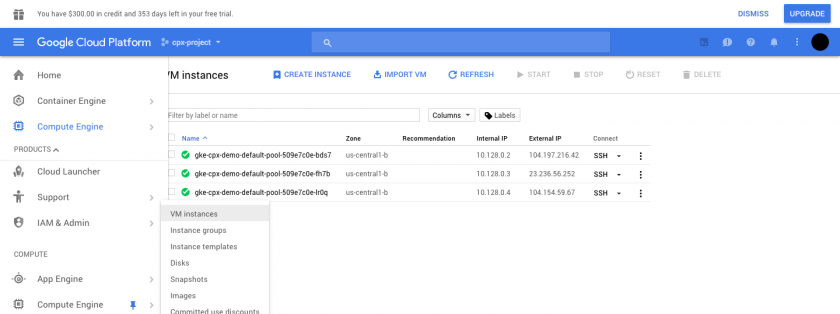 You have $300.00 in credit and 353 days left in your free trial. DISMISS UPGRADE
Google Cloud Platform cpx-project
Home VM instances CREATE INSTANCE IMPORT VM REFRESH START STOP RESET DELETE
Container Engine
Filter by label or name Columns Labels
Compute Engine
Name Zone Recommendation Internal IP External IP Connect
PRODUCTS
gke-cpx-demo-default-pool-509e7c0e-bds7 us-central1-b 10.128.0.2 104.197.216.42 SSH
Cloud Launcher
gke-cpx-demo-default-pool-509e7c0e-fh7b us-central1-b 10.128.0.3 23.236.56.252 SSH
Support
gke-cpx-demo-default-pool-509e7c0e-lr0q us-central1-b 10.128.0.4 104.154.59.67 SSH
IAM & Admin
VM instances
Instance groups
Instance templates
COMPUTE
Disks
App Engine
Snapshots
Images
Compute Engine
Committed use discounts